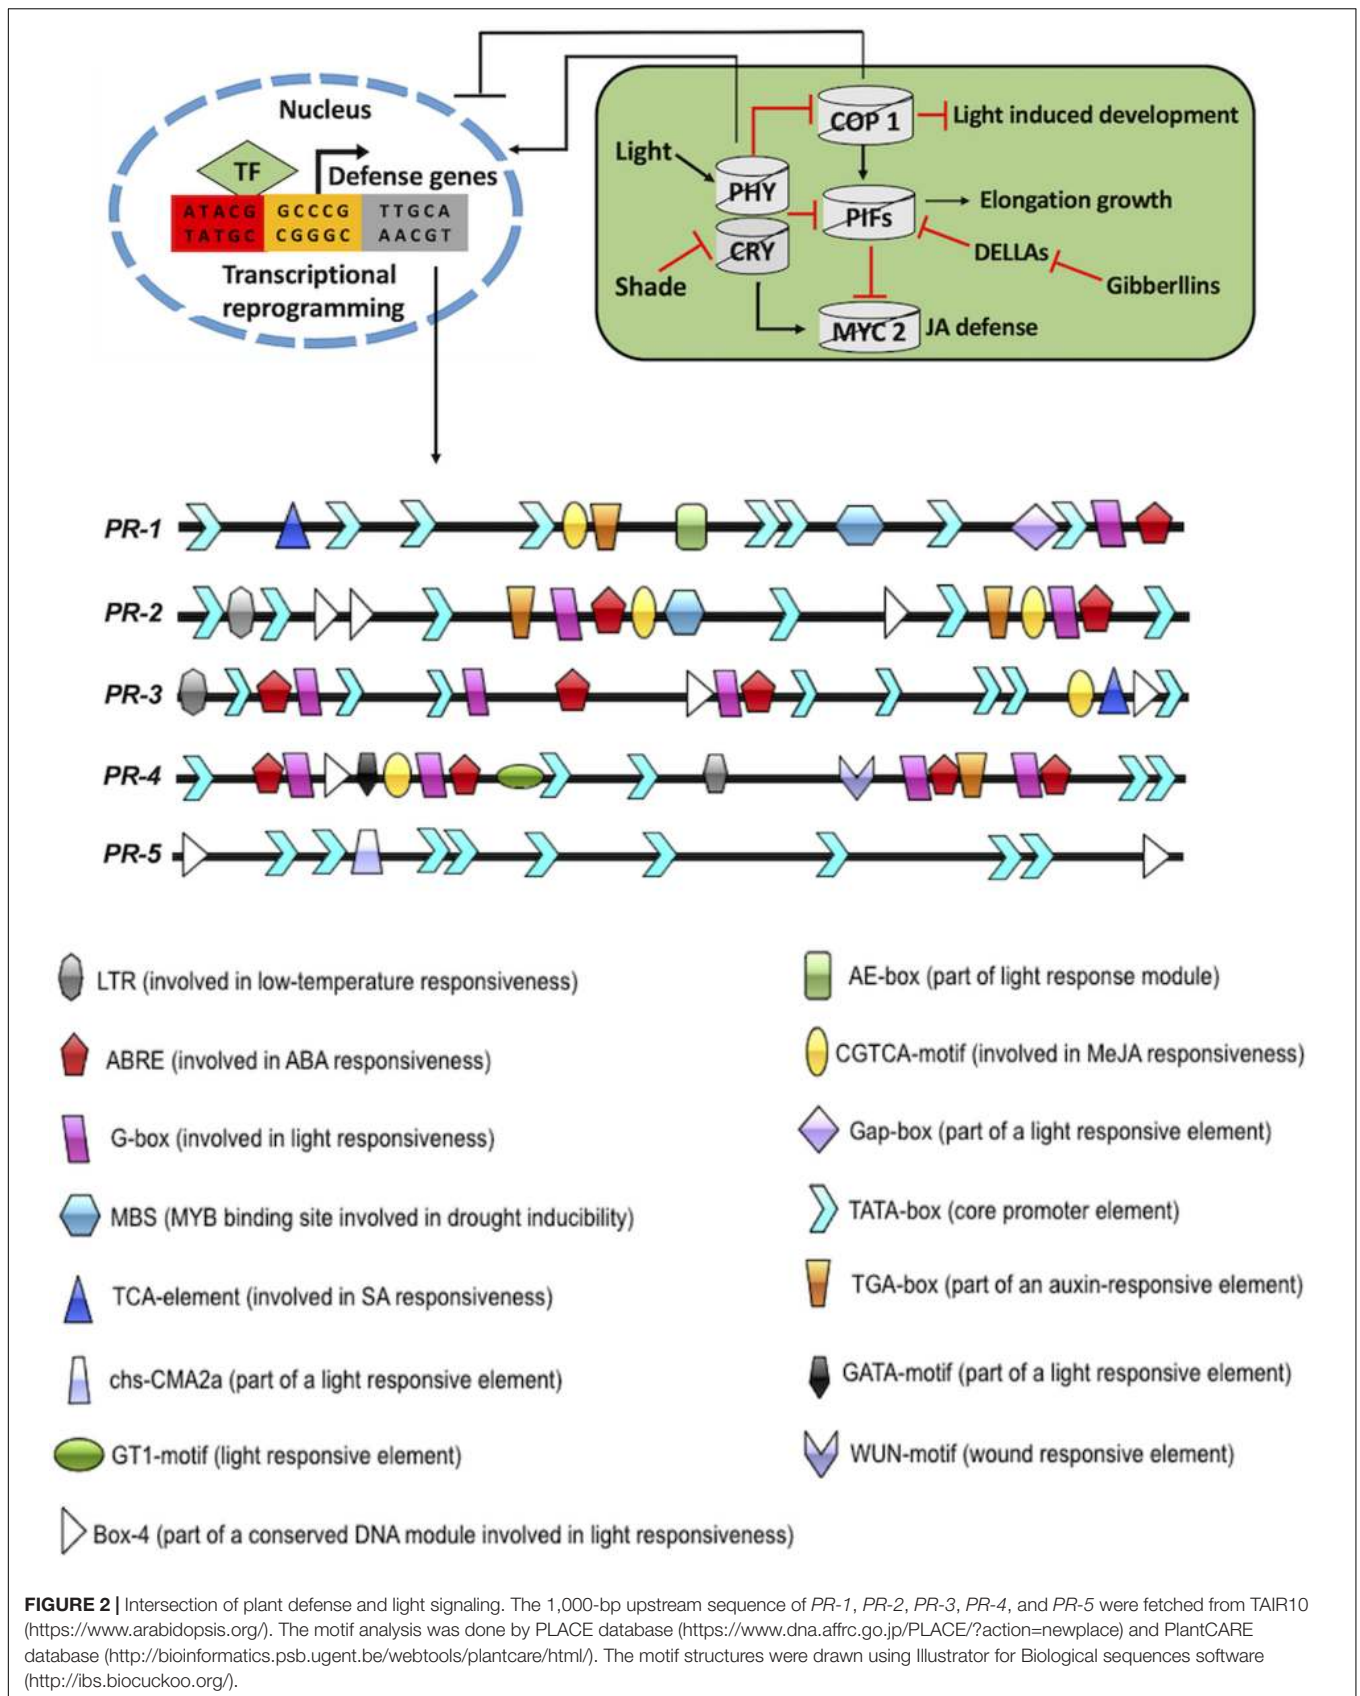 Nucleus
TF
Defense genes
ATACG GCCCG TTGCA
TATGC CGGGC AACGT
Transcriptional
reprogramming
COP 1
Light induced development
Light
PHY
PIFs
Elongation growth
CRY
DELLAs
Shade
Gibberllins
MYC 2
JA defense
PR-1
PR-2
PR-3
PR-4
PR-5
LTR (involved in low-temperature responsiveness)
ABRE (involved in ABA responsiveness)
G-box (involved in light responsiveness)
MBS (MYB binding site involved in drought inducibility)
TCA-element (involved in SA responsiveness)
chs-CMA2a (part of a light responsive element)
GT1-motif (light responsive element)
Box-4 (part of a conserved DNA module involved in light responsiveness)
AE-box (part of light response module)
CGTCA-motif (involved in MeJA responsiveness)
Gap-box (part of a light responsive element)
TATA-box (core promoter element)
TGA-box (part of an auxin-responsive element)
GATA-motif (part of a light responsive element)
WUN-motif (wound responsive element)
FIGURE 2 | Intersection of plant defense and light signaling. The 1,000-bp upstream sequence of PR-1, PR-2, PR-3, PR-4, and PR-5 were fetched from TAIR10
(https://www.arabidopsis.org/). The motif analysis was done by PLACE database (https://www.dna.affrc.go.jp/PLACE/?action=newplace) and PlantCARE
database (http://bioinformatics.psb.ugent.be/webtools/plantcare/html/). The motif structures were drawn using Illustrator for Biological sequences software
(http://ibs.biocuckoo.org/).